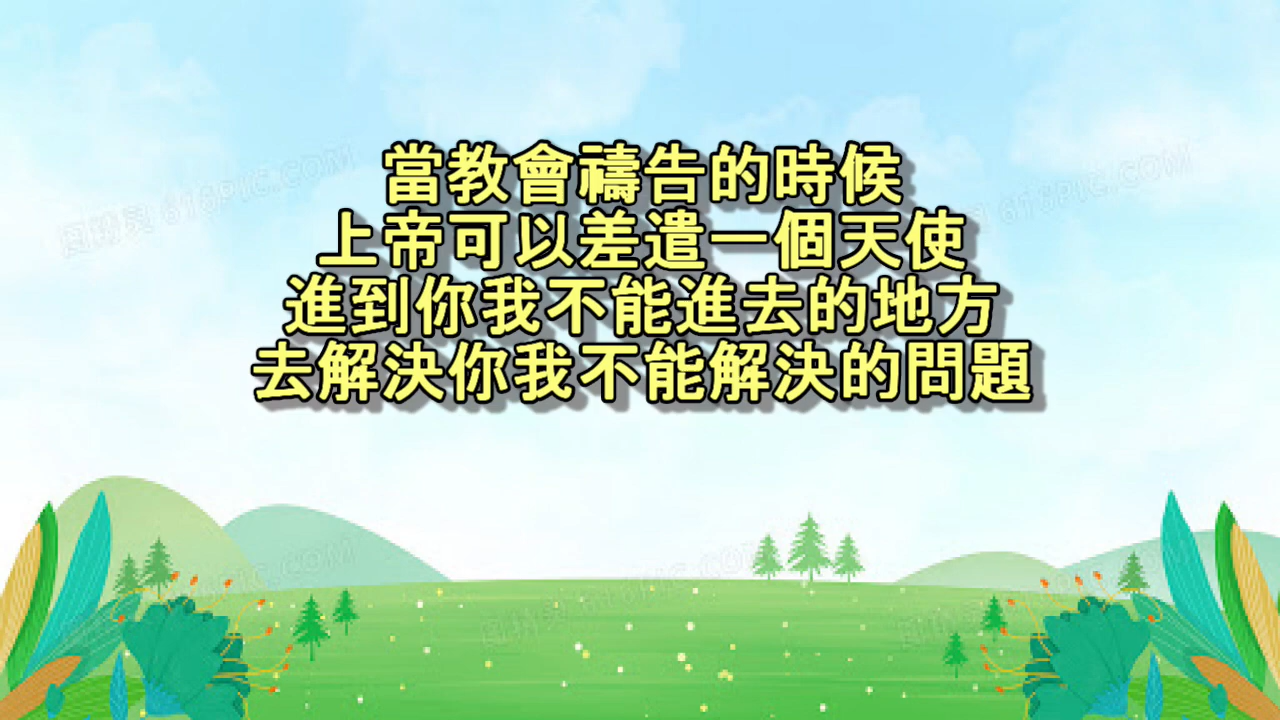 當教會禱告的時候
上帝可以差遣一個天使
進到你我不能進去的地方
去解決你我不能解決的問題